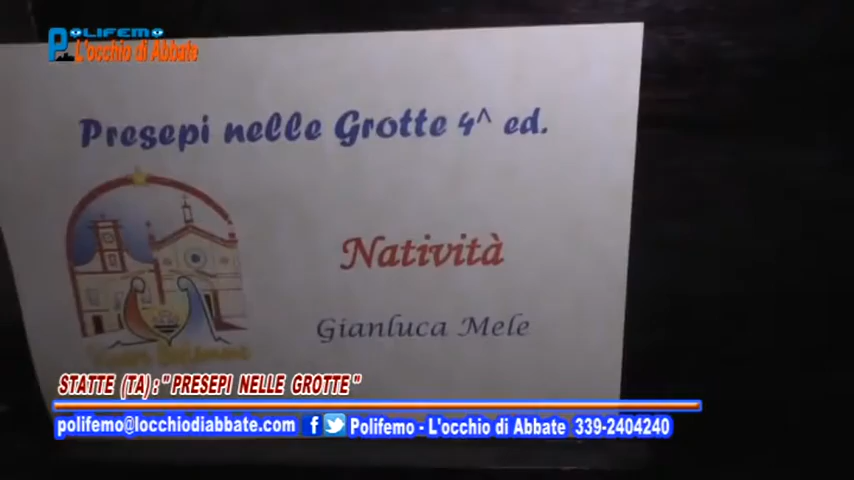 POLIFEMO
L'occhio di Abbate
Presepi nelle Grotte 4^ ed.
Natività
Gianluca Mele
STATTE (TA): "PRESEPI NELLE GROTTE"
polifemo@locchiodiabbate.com Polifemo - L'occhio di Abbate 339-2404240